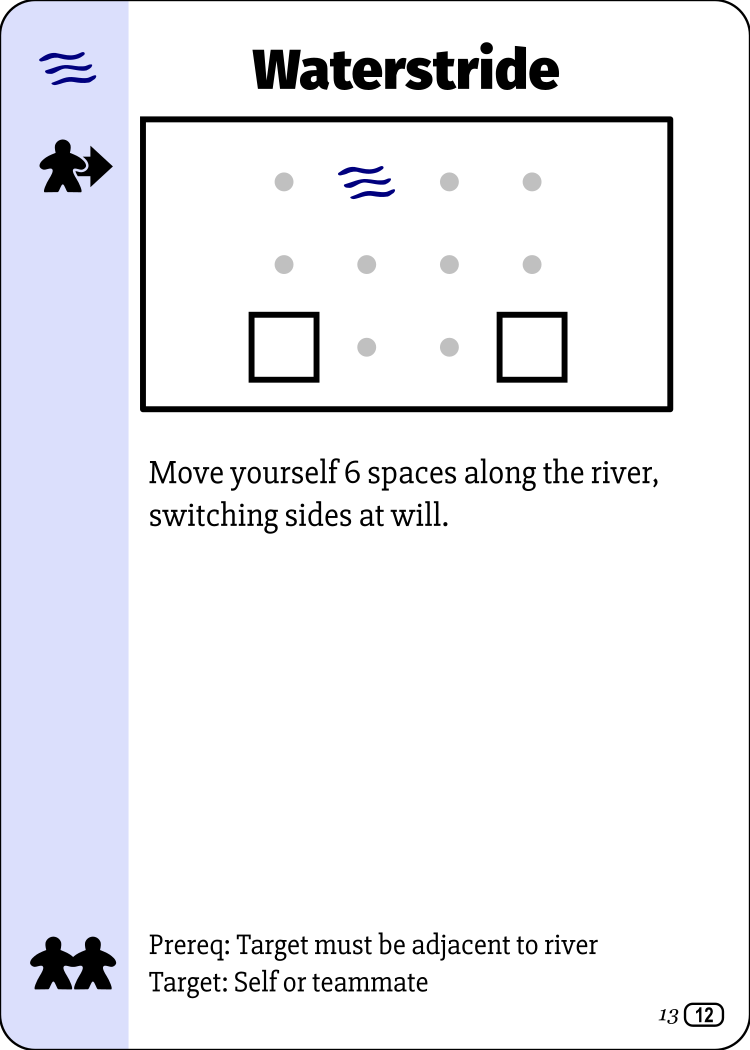 Waterstride
Move yourself 6 spaces along the river,
switching sides at will.
Prereq: Target must be adjacent to river
Target: Self or teammate
13 12